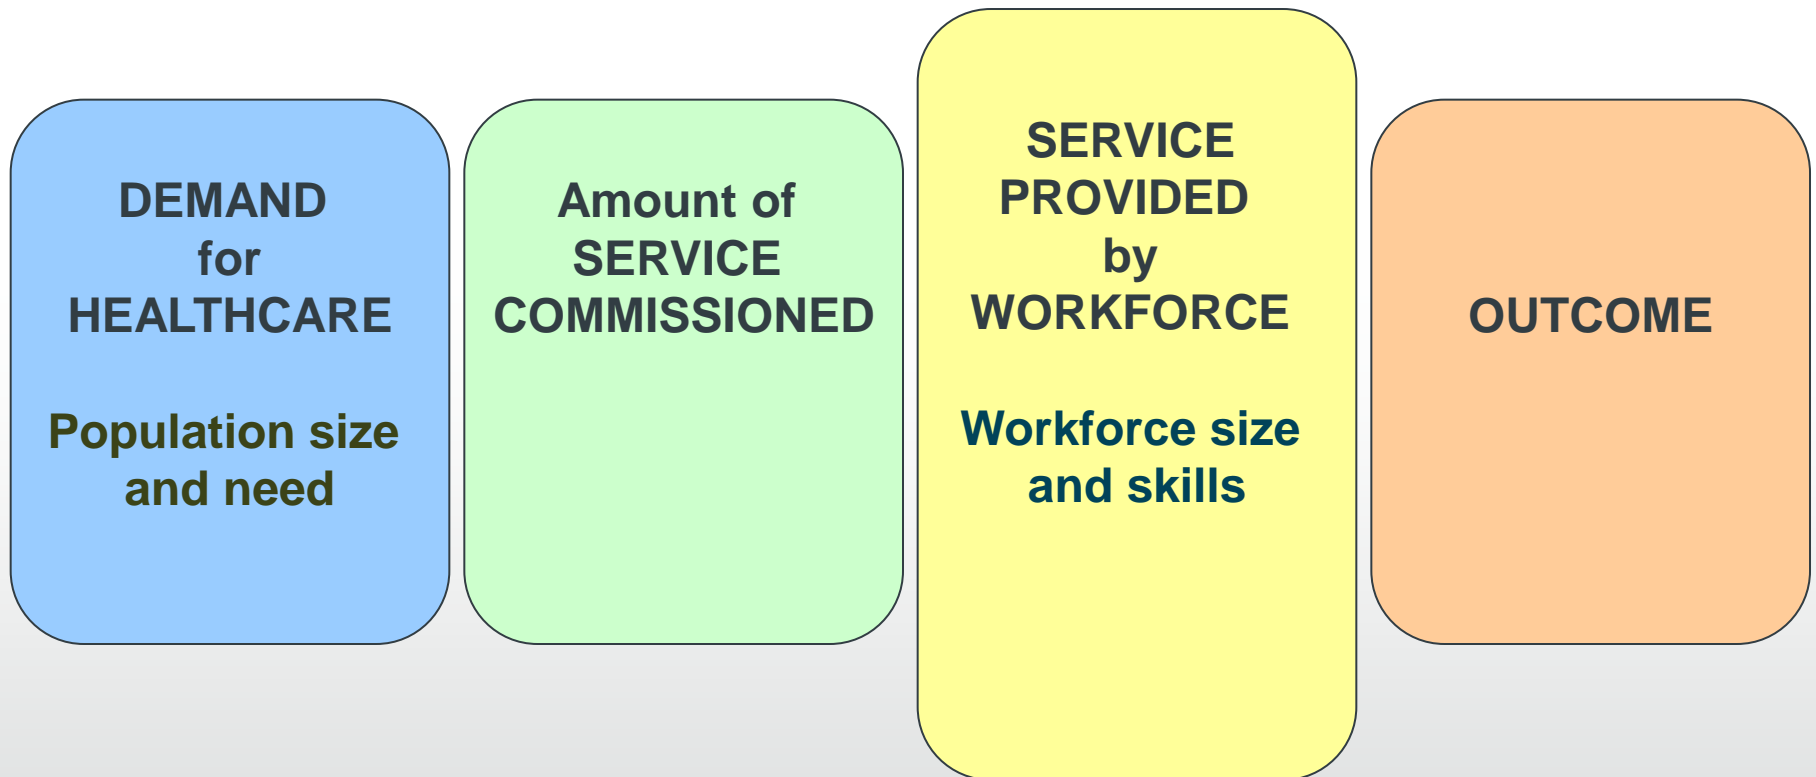 DEMAND
for
HEALTHCARE
Population size
and need
Amount of
SERVICE
COMMISSIONED
SERVICE
PROVIDED
by
WORKFORCE
Workforce size
and skills
OUTCOME